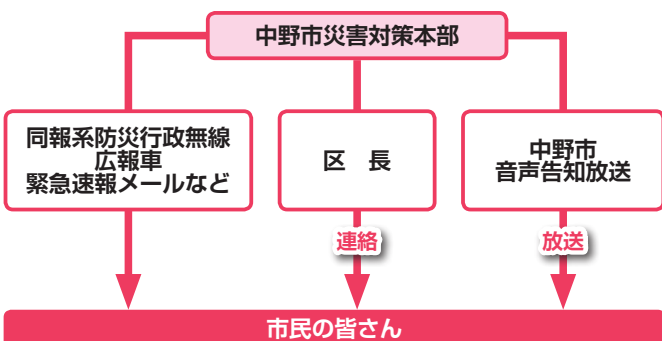 中野市災害対策本部
同報系防災行政無線
広報車
緊急速報メールなど
区　長
中野市
音声告知放送
連絡
放送
市民の皆さん